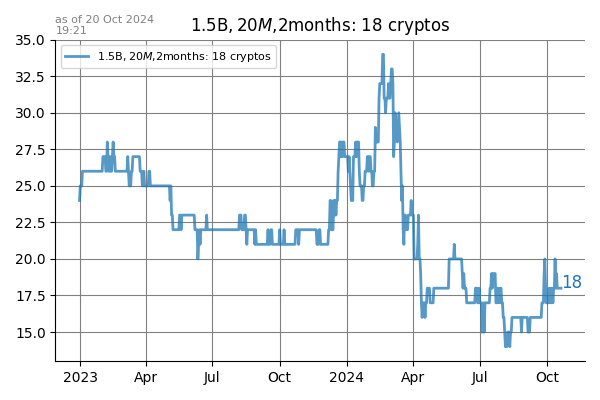 as of 20 Oct 2024
19:21
1.5B, 20M,2months: 18 cryptos
1.5B, 20M,2months: 18 cryptos
35.0
32.5
30.0
27.5
25.0
22.5
20.0
17.5
15.0
18
2023
Apr
Jul
Oct
2024
Apr
Jul
Oct